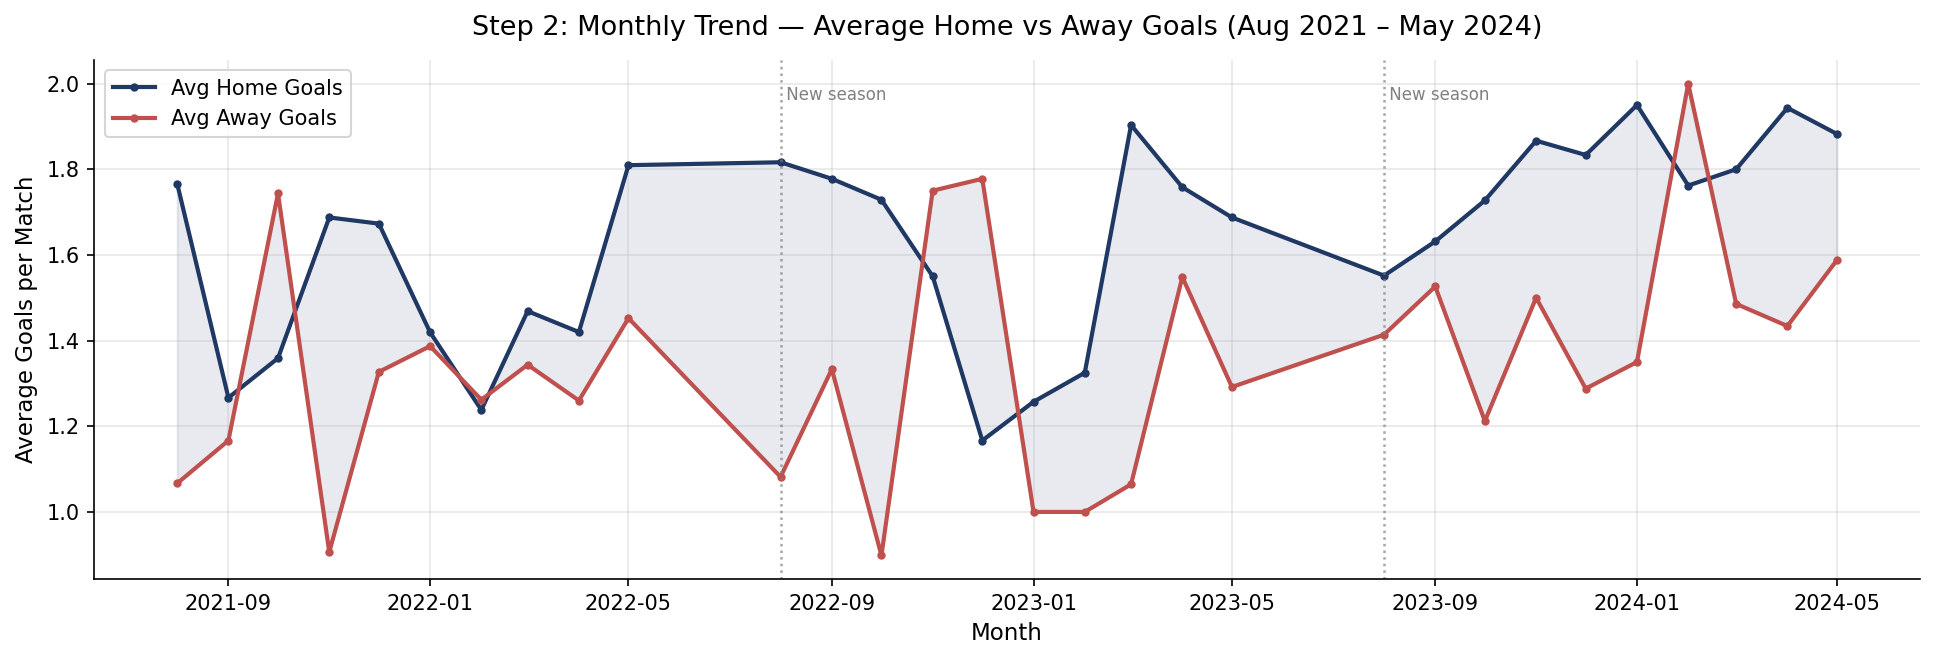 Step 2: Monthly Trend — Average Home vs Away Goals (Aug 2021 – May 2024)
Avg Home Goals
Avg Away Goals
New season
New season
Average Goals per Match
2.0
1.8
1.6
1.4
1.2
1.0
2021-09
2022-01
2022-05
2022-09
2023-01
2023-05
2023-09
2024-01
2024-05
Month